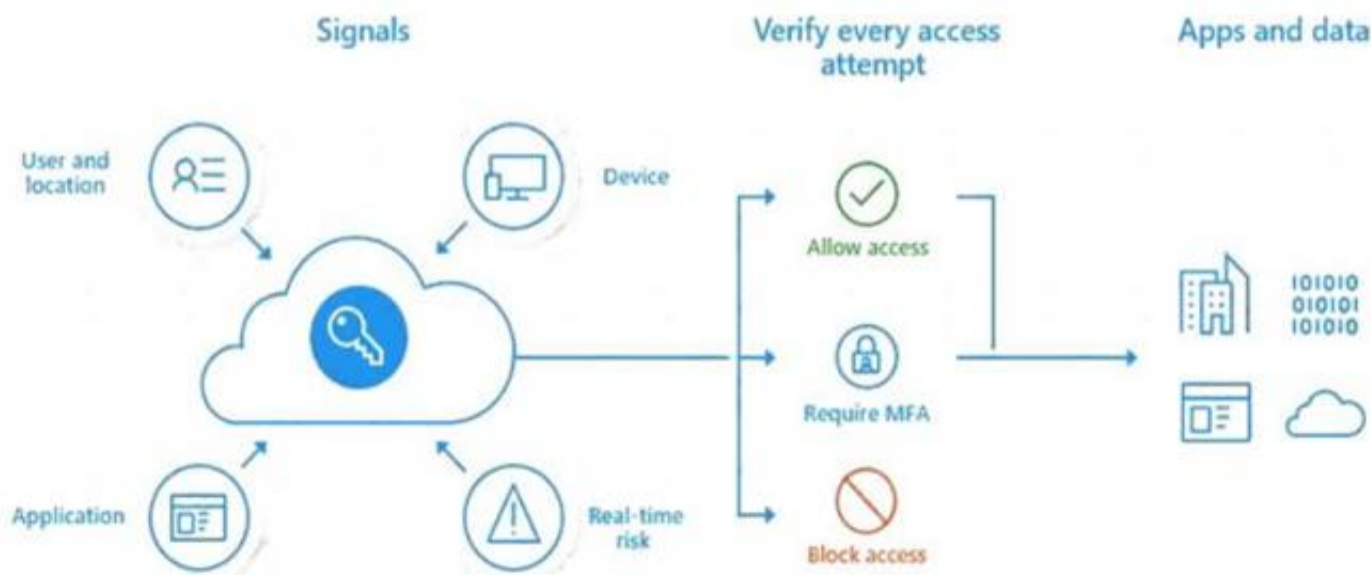 Signals
Verify every access
attempt
Apps and data
User and
location
Device
Allow access
101010
010101
101010
Require MFA
Application
Real-time
risk
Block access